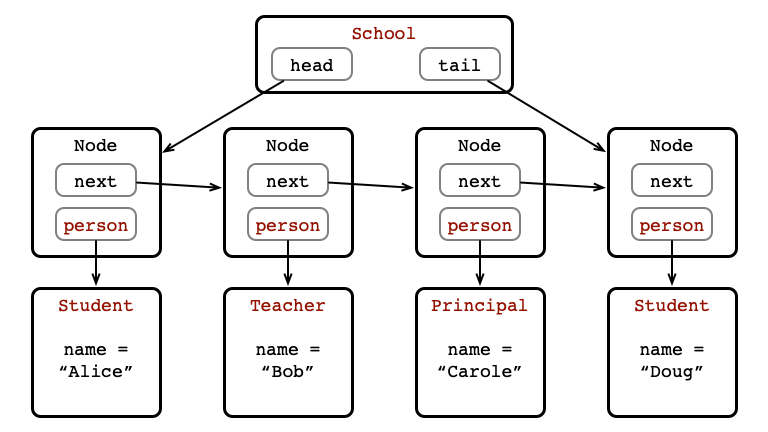 School
head tail
Node Node Node Node
next next next next
person person person person
Student Teacher Principal Student
name = name = name = name =
“Alice” “Bob” “Carole” “Doug”